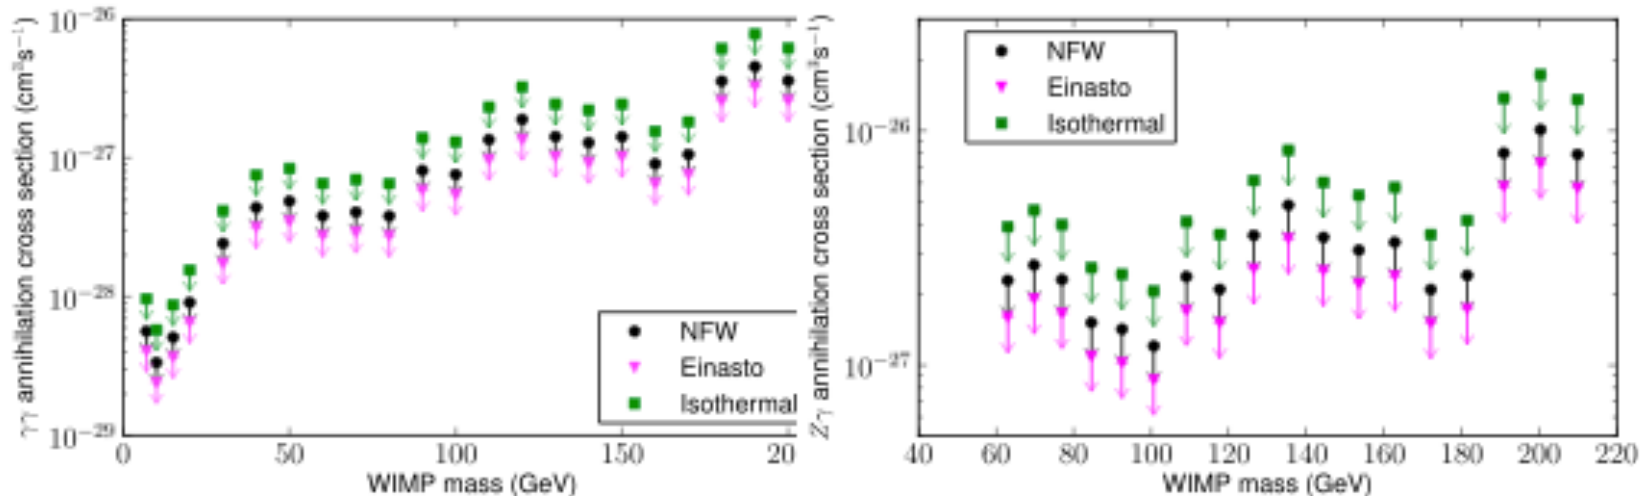 γγ annihilation cross section (cm³s⁻¹)
10⁻²⁶
10⁻²⁷
10⁻²⁸
10⁻²⁹
0 50 100 150 20
WIMP mass (GeV)
NFW
Einasto
Isothermal
Zγ annihilation cross section (cm³s⁻¹)
10⁻²⁶
10⁻²⁷
40 60 80 100 120 140 160 180 200 220
WIMP mass (GeV)
NFW
Einasto
Isothermal